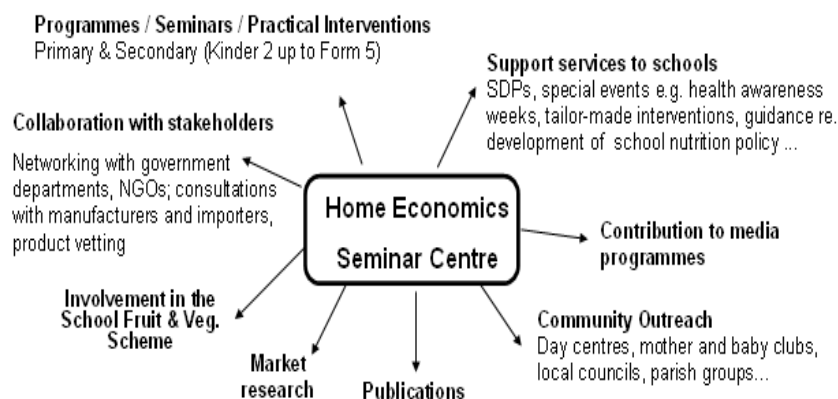 Programmes / Seminars / Practical Interventions
Primary & Secondary (Kinder 2 up to Form 5)
Support services to schools
SDPs, special events e.g. health awareness
weeks, tailor-made interventions, guidance re.
development of school nutrition policy ...
Collaboration with stakeholders
Networking with government
departments, NGOs; consultations
with manufacturers and importers,
product vetting
Home Economics
Seminar Centre
Contribution to media
programmes
Involvement in the
School Fruit & Veg.
Scheme
Market
research
Publications
Community Outreach
Day centres, mother and baby clubs,
local councils, parish groups...